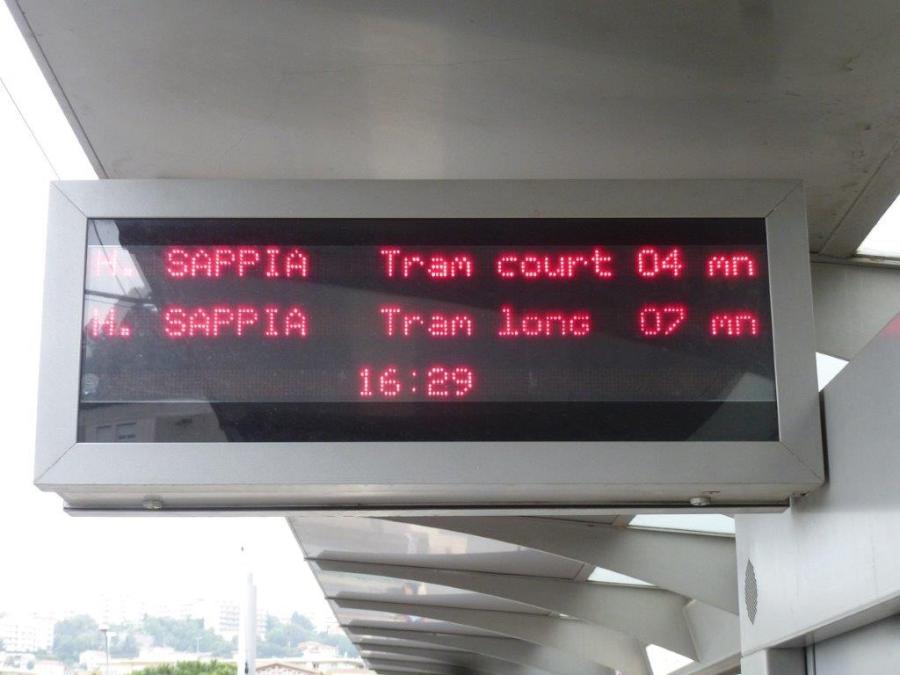 H. SAPPIA Tram court 04 mn
H. SAPPIA Tram long 07 mn
16:29